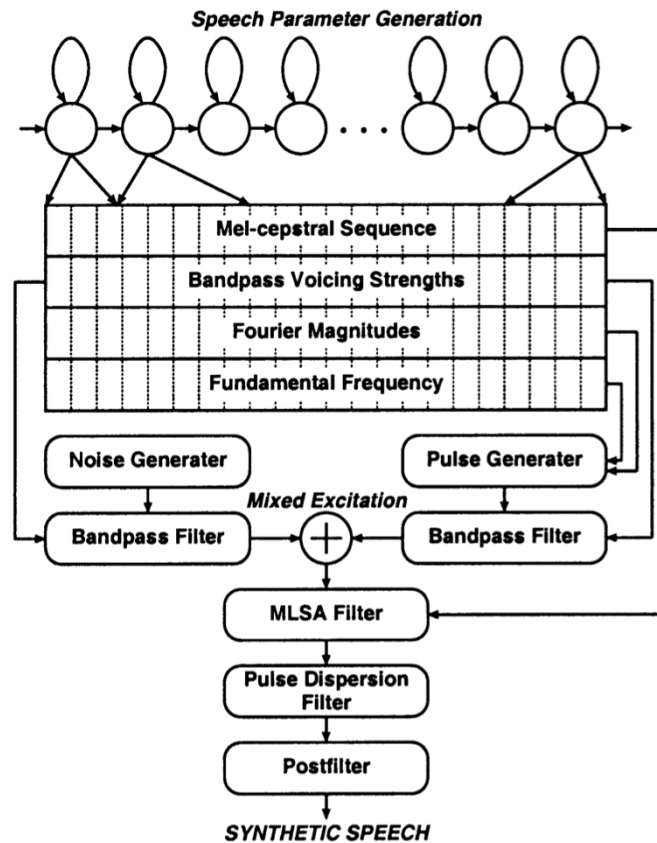 Speech Parameter Generation
Mel-cepstral Sequence
Bandpass Voicing Strengths
Fourier Magnitudes
Fundamental Frequency
Noise Generater
Pulse Generater
Mixed Excitation
Bandpass Filter
Bandpass Filter
MLSA Filter
Pulse Dispersion
Filter
Postfilter
SYNTHETIC SPEECH